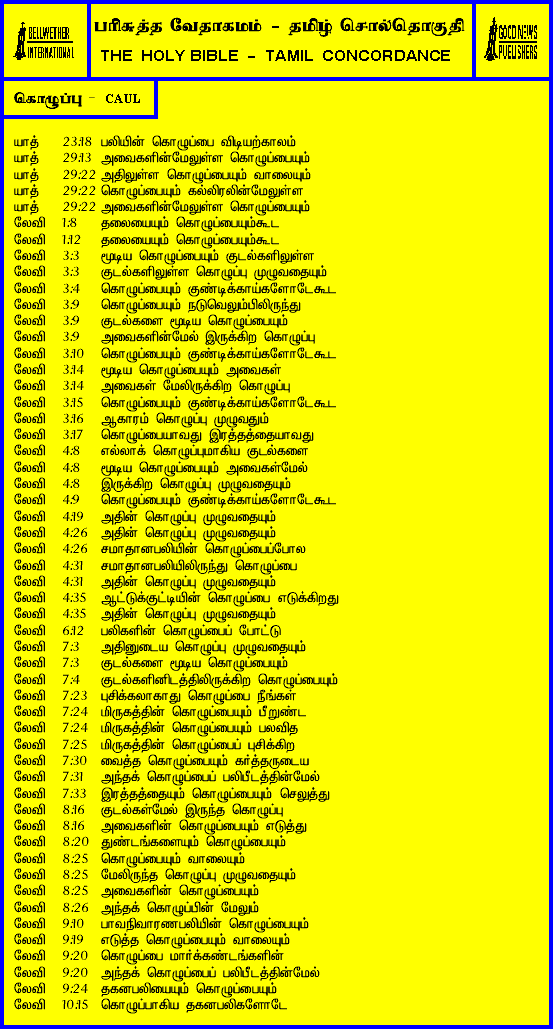 BELLWETHER
INTERNATIONAL
பரிசுத்த வேதாகமம் - தமிழ் சொல்தொகுதி
THE HOLY BIBLE - TAMIL CONCORDANCE
GOOD NEWS
PUBLISHERS
கொழுப்பு - CAUL
யாத் 23:18 பலியின் கொழுப்பை விடியற்காலம்
யாத் 29:13 அவைகளின்மேலுள்ள கொழுப்பையும்
யாத் 29:22 அதிலுள்ள கொழுப்பையும் வாலையும்
யாத் 29:22 கொழுப்பையும் கல்லிரலின்மேலுள்ள
யாத் 29:22 அவைகளின்மேலுள்ள கொழுப்பையும்
லேவி 1:8 தலையையும் கொழுப்பையும்கூட
லேவி 1:12 தலையையும் கொழுப்பையும்கூட
லேவி 3:3 மூடிய கொழுப்பையும் குடல்களிலுள்ள
லேவி 3:3 குடல்களிலுள்ள கொழுப்பு முழுவதையும்
லேவி 3:4 கொழுப்பையும் குண்டிக்காய்களோடேகூட
லேவி 3:9 கொழுப்பையும் நடுவெலும்பிலிருந்து
லேவி 3:9 குடல்களை மூடிய கொழுப்பையும்
லேவி 3:9 அவைகளின்மேல் இருக்கிற கொழுப்பு
லேவி 3:10 கொழுப்பையும் குண்டிக்காய்களோடேகூட
லேவி 3:14 மூடிய கொழுப்பையும் அவைகள்
லேவி 3:14 அவைகள் மேலிருக்கிற கொழுப்பு
லேவி 3:15 கொழுப்பையும் குண்டிக்காய்களோடேகூட
லேவி 3:16 ஆகாரம் கொழுப்பு முழுவதும்
லேவி 3:17 கொழுப்பையாவது இரத்தத்தையாவது
லேவி 4:8 எல்லாக் கொழுப்புமாகிய குடல்களை
லேவி 4:8 மூடிய கொழுப்பையும் அவைகள்மேல்
லேவி 4:8 இருக்கிற கொழுப்பு முழுவதையும்
லேவி 4:9 கொழுப்பையும் குண்டிக்காய்களோடேகூட
லேவி 4:19 அதின் கொழுப்பு முழுவதையும்
லேவி 4:26 அதின் கொழுப்பு முழுவதையும்
லேவி 4:26 சமாதானபலியின் கொழுப்பைப்போல
லேவி 4:31 சமாதானபலியிலிருந்து கொழுப்பை
லேவி 4:31 அதின் கொழுப்பு முழுவதையும்
லேவி 4:35 ஆட்டுக்குட்டியின் கொழுப்பை எடுக்கிறது
லேவி 4:35 அதின் கொழுப்பு முழுவதையும்
லேவி 6:12 பலிகளின் கொழுப்பைப் போட்டு
லேவி 7:3 அதினுடைய கொழுப்பு முழுவதையும்
லேவி 7:3 குடல்களை மூடிய கொழுப்பையும்
லேவி 7:4 குடல்களினிடத்திலிருக்கிற கொழுப்பையும்
லேவி 7:23 புசிக்கலாகாது கொழுப்பை நீங்கள்
லேவி 7:24 மிருகத்தின் கொழுப்பையும் பீறுண்ட
லேவி 7:24 மிருகத்தின் கொழுப்பையும் பலவித
லேவி 7:25 மிருகத்தின் கொழுப்பைப் புசிக்கிற
லேவி 7:30 வைத்த கொழுப்பையும் கர்த்தருடைய
லேவி 7:31 அந்தக் கொழுப்பைப் பலிபீடத்தின்மேல்
லேவி 7:33 இரத்தத்தையும் கொழுப்பையும் செலுத்து
லேவி 8:16 குடல்கள்மேல் இருந்த கொழுப்பு
லேவி 8:16 அவைகளின் கொழுப்பையும் எடுத்து
லேவி 8:20 துண்டங்களையும் கொழுப்பையும்
லேவி 8:25 கொழுப்பையும் வாலையும்
லேவி 8:25 மேலிருந்த கொழுப்பு முழுவதையும்
லேவி 8:25 அவைகளின் கொழுப்பையும்
லேவி 8:26 அந்தக் கொழுப்பின் மேலும்
லேவி 9:10 பாவநிவாரணபலியின் கொழுப்பையும்
லேவி 9:19 எடுத்த கொழுப்பையும் வாலையும்
லேவி 9:20 கொழுப்பை மார்க்கண்டங்களின்
லேவி 9:20 அந்தக் கொழுப்பைப் பலிபீடத்தின்மேல்
லேவி 9:24 தகனபலியையும் கொழுப்பையும்
லேவி 10:15 கொழுப்பாகிய தகனபலிகளோடே